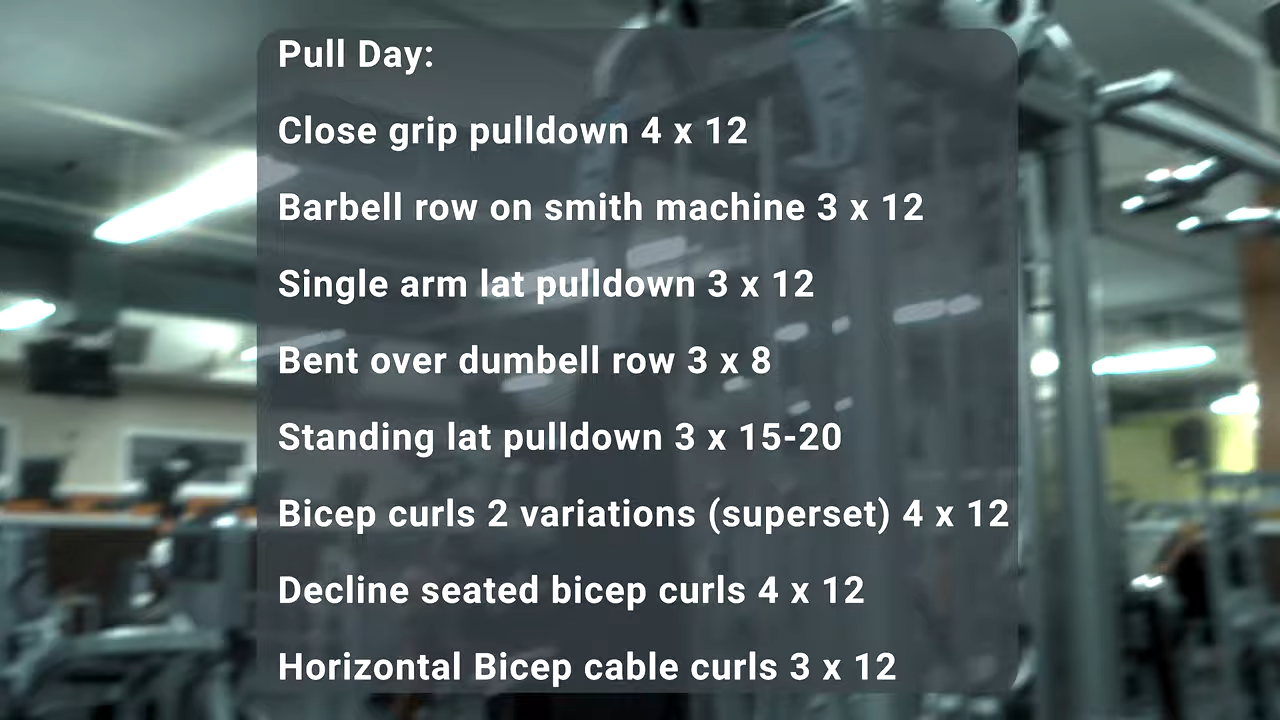 Pull Day:
Close grip pulldown 4 x 12
Barbell row on smith machine 3 x 12
Single arm lat pulldown 3 x 12
Bent over dumbell row 3 x 8
Standing lat pulldown 3 x 15-20
Bicep curls 2 variations (superset) 4 x 12
Decline seated bicep curls 4 x 12
Horizontal Bicep cable curls 3 x 12